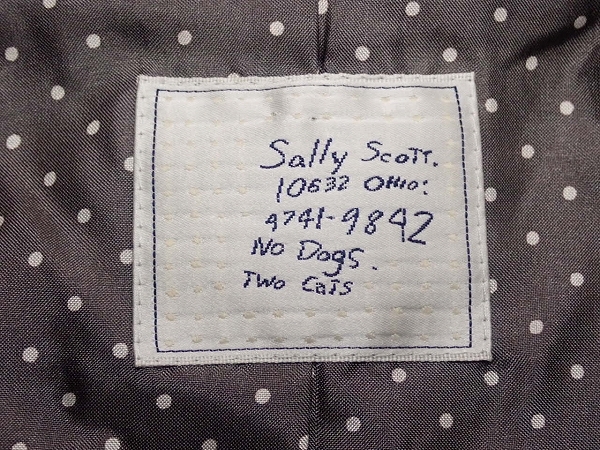 Sally Scott.
10632 OHIO:
4741-9842
No Dogs.
Two Cats